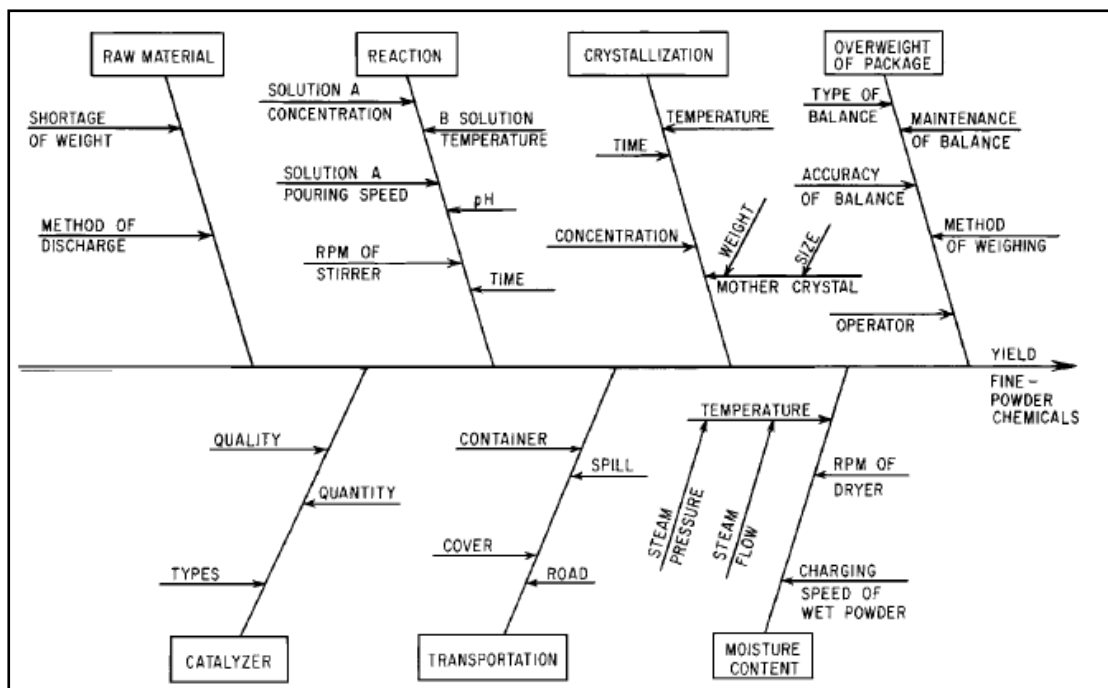 RAW MATERIAL
REACTION
CRYSTALLIZATION
OVERWEIGHT
OF PACKAGE
SHORTAGE
OF WEIGHT
METHOD OF
DISCHARGE
SOLUTION A
CONCENTRATION
B SOLUTION
TEMPERATURE
SOLUTION A
POURING SPEED
pH
RPM OF
STIRRER
TIME
TEMPERATURE
TIME
CONCENTRATION
WEIGHT
SIZE
MOTHER CRYSTAL
TYPE OF
BALANCE
MAINTENANCE
OF BALANCE
ACCURACY
OF BALANCE
METHOD
OF WEIGHING
OPERATOR
YIELD
FINE-
POWDER
CHEMICALS
QUALITY
QUANTITY
TYPES
CATALYZER
CONTAINER
SPILL
COVER
ROAD
TRANSPORTATION
TEMPERATURE
STEAM
PRESSURE
STEAM
FLOW
RPM OF
DRYER
CHARGING
SPEED OF
WET POWDER
MOISTURE
CONTENT